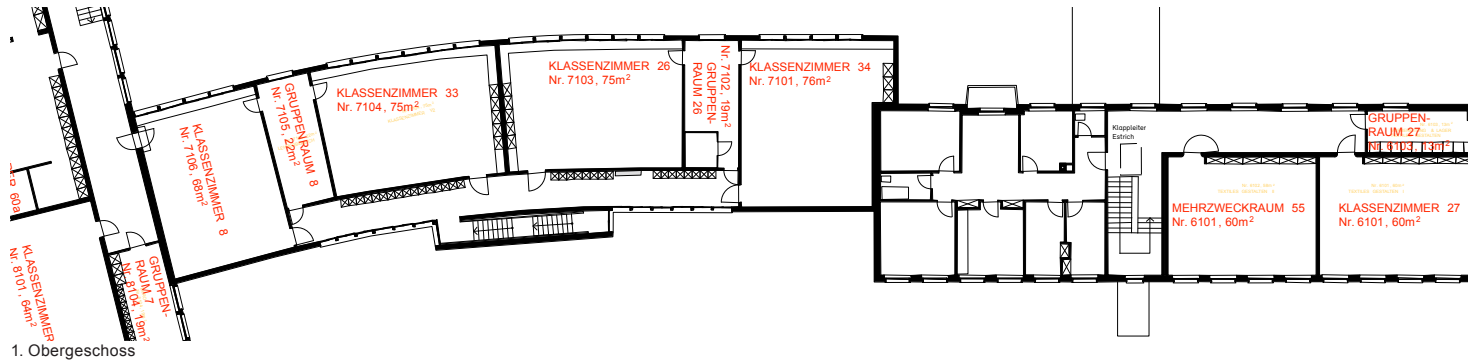 KLASSENZIMMER 8
Nr. 7106, 68m²
GRUPPENRAUM 8
Nr. 7105, 22m²
KLASSENZIMMER 33
Nr. 7104, 75m²
KLASSENZIMMER 26
Nr. 7103, 75m²
Nr. 7102, 19m²
GRUPPEN-
RAUM 26
KLASSENZIMMER 34
Nr. 7101, 76m²
Klappleiter
Estrich
GRUPPEN-
RAUM 27
Nr. 6103, 13m²
MEHRZWECKRAUM 55
Nr. 6101, 60m²
KLASSENZIMMER 27
Nr. 6101, 60m²
60a
KLASSENZIMMER
Nr. 8101, 64m²
GRUPPEN-
RAUM 7
Nr. 8104, 19m²
1. Obergeschoss